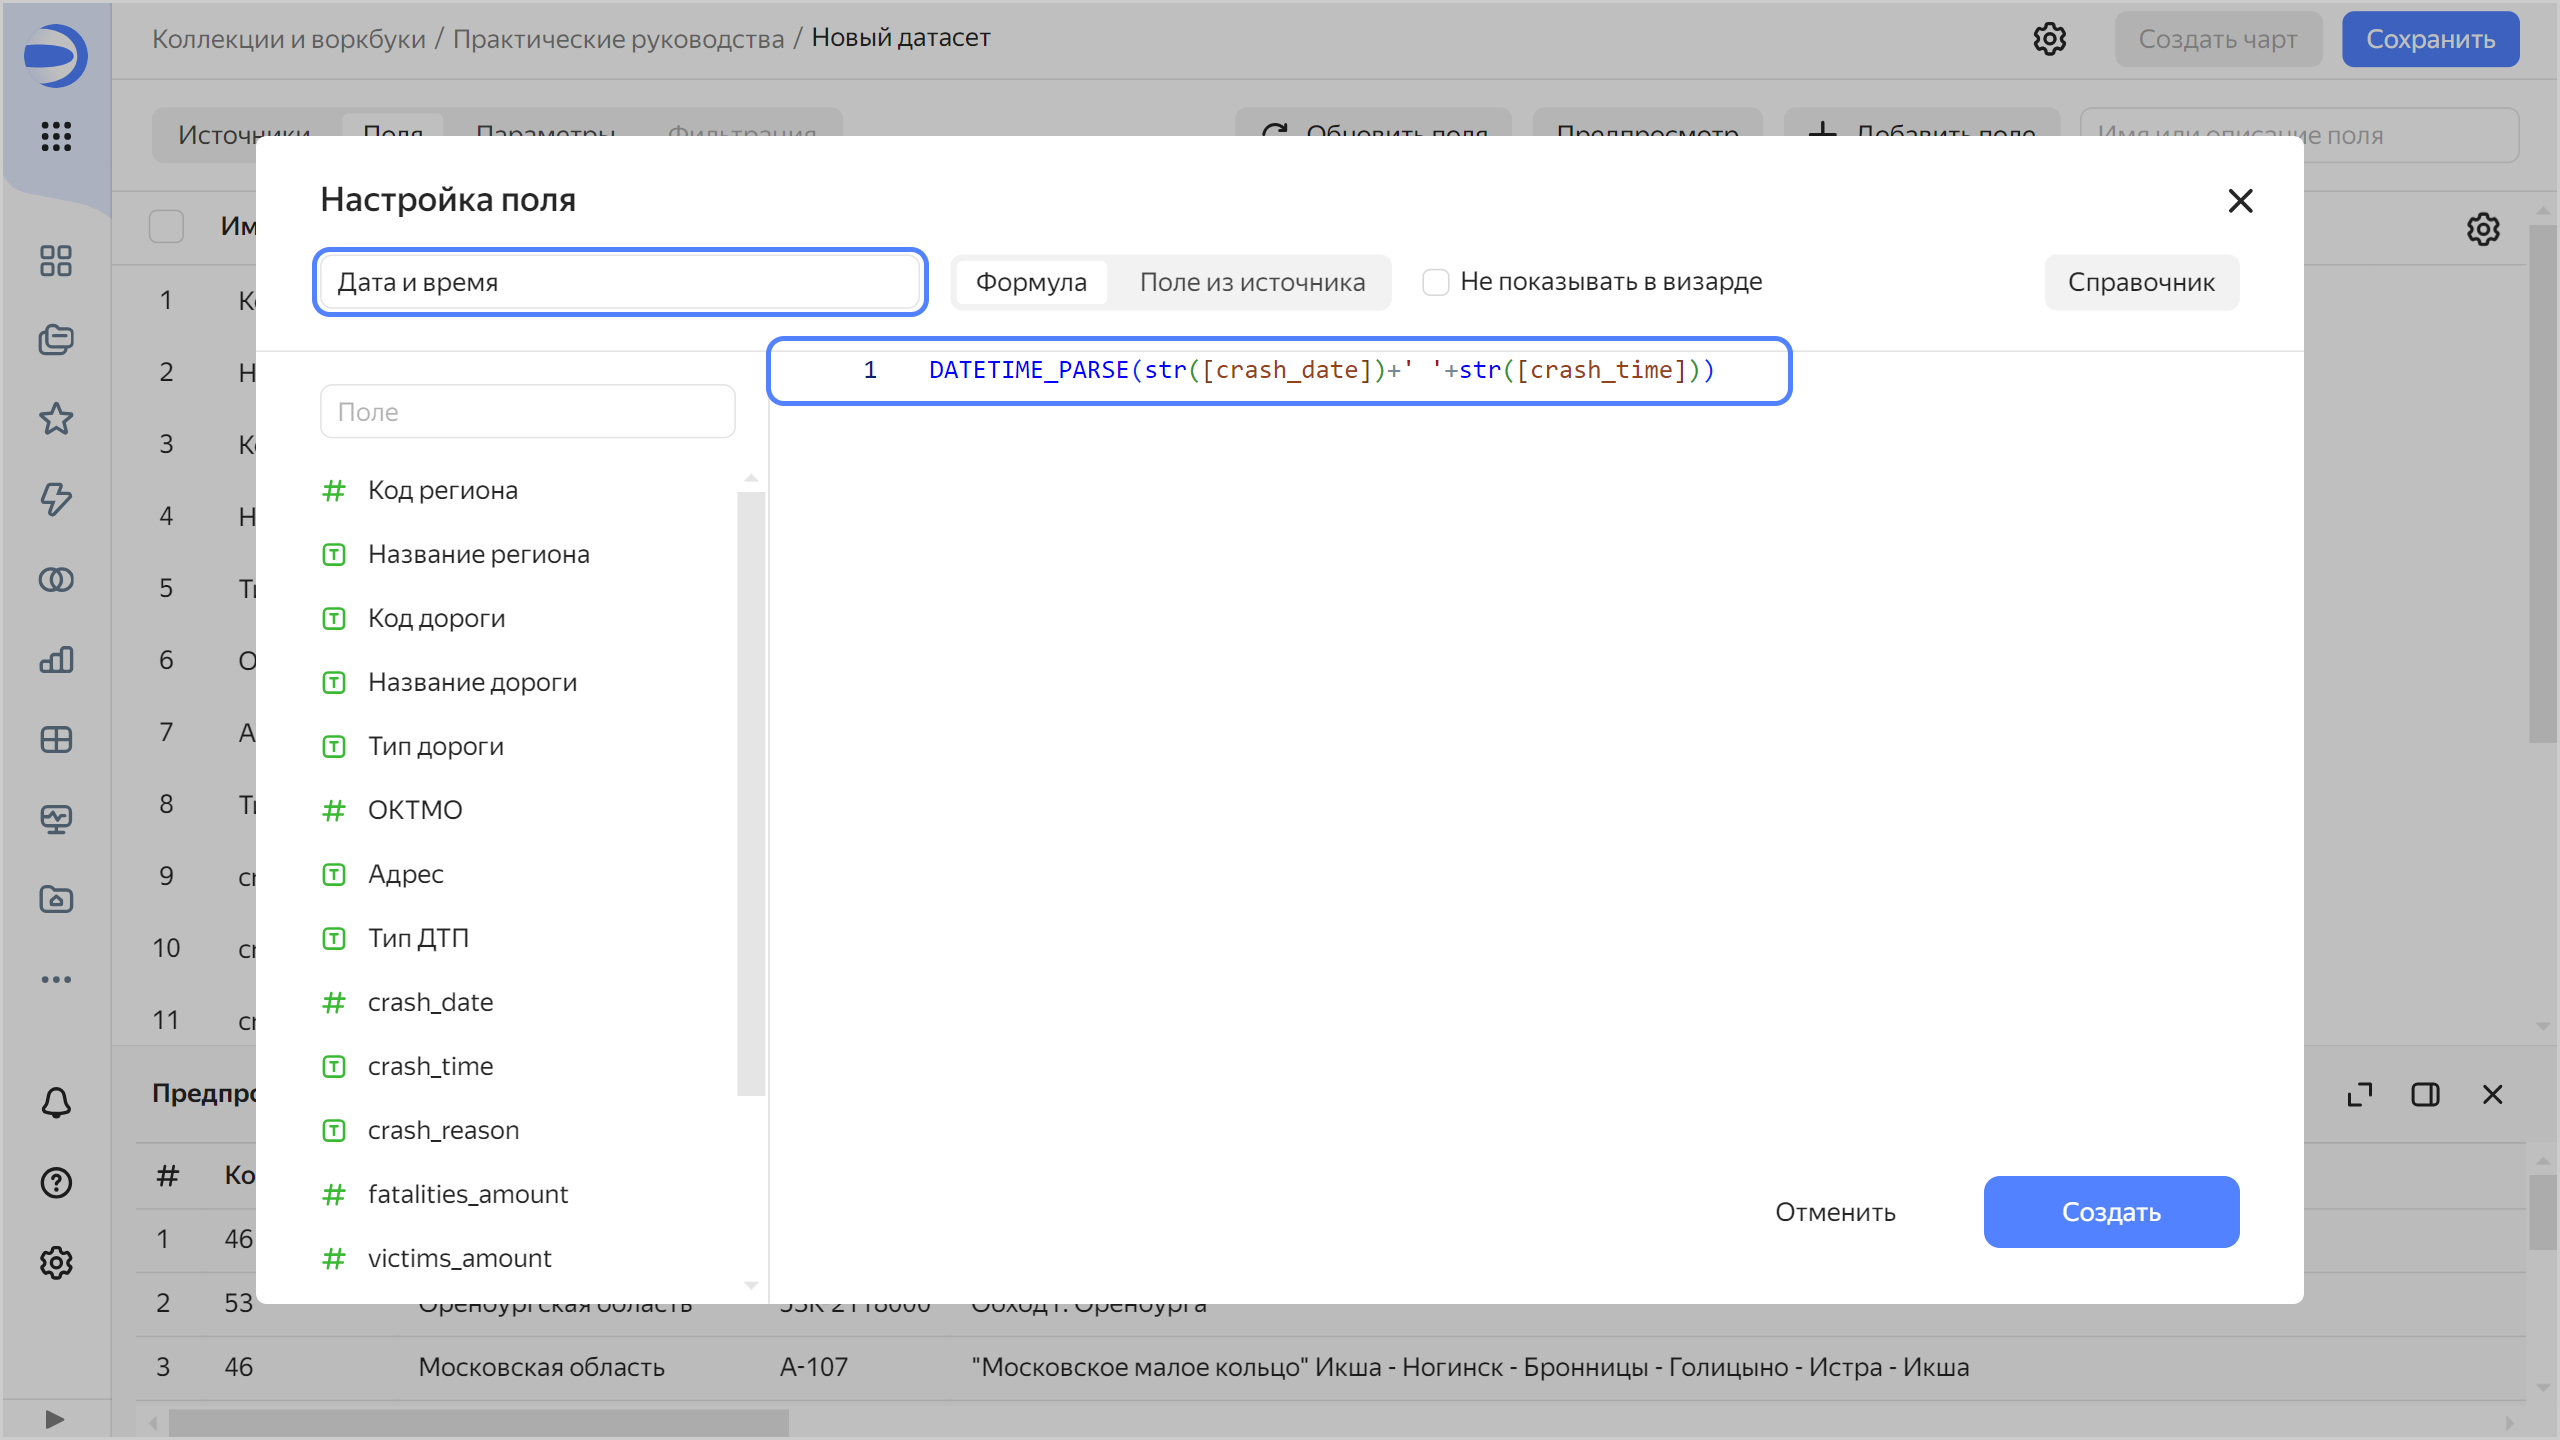 Коллекции и воркбуки / Практические руководства / Новый датасет
Создать чарт
Сохранить
Источники
Поля
Параметры
Фильтрация
Обновить поля
Предпросмотр
Добавить поле
Имя или описание поля
Настройка поля
Дата и время
Формула
Поле из источника
Не показывать в визарде
Справочник
1 DATETIME_PARSE(str([crash_date])+' '+str([crash_time]))
Поле
# Код региона
Название региона
Код дороги
Название дороги
Тип дороги
# ОКТМО
Адрес
Тип ДТП
# crash_date
crash_time
crash_reason
# fatalities_amount
# victims_amount
Отменить
Создать
1
2
3
4
5
6
7
8
9
10
11
#
1 46
2 53 Оренбургская область Обход г. Оренбурга
3 46 Московская область А-107 "Московское малое кольцо" Икша - Ногинск - Бронницы - Голицыно - Истра - Икша